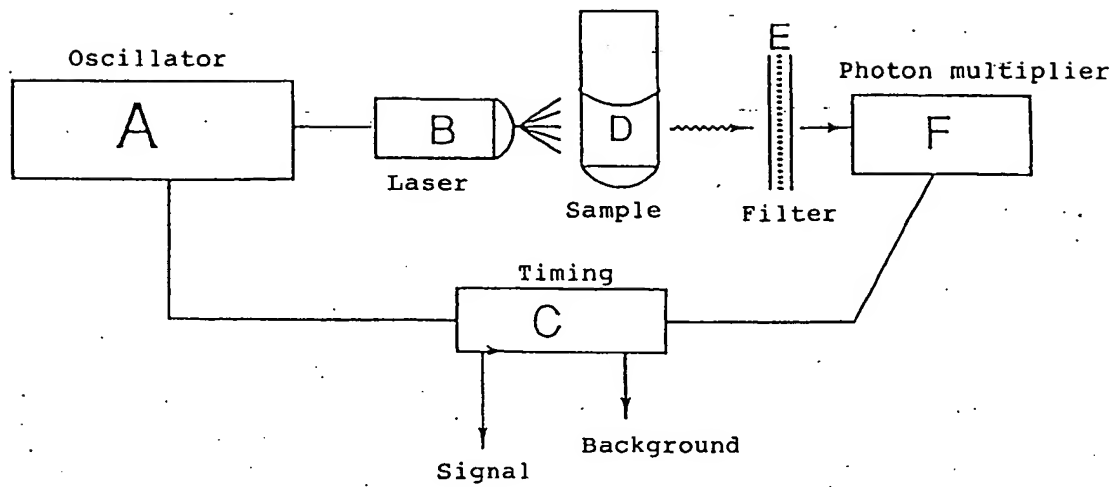 Oscillator
A
B
Laser
D
Sample
E
Filter
Photon multiplier
F
Timing
C
Signal
Background